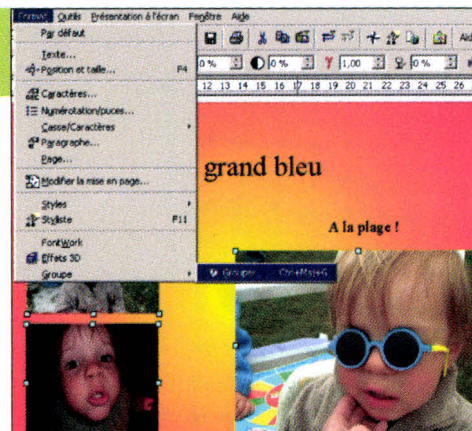 Format Outils Présentation à l'écran Fenêtre Aide
Par défaut
Texte...
Position et taille... F4
Caractères...
Numérotation/puces...
Casse/Caractères
Paragraphe...
Page...
Modifier la mise en page...
Styles
Styliste F11
FontWork
Effets 3D
Groupe
Grouper Ctrl+Maj+G
0 % 0 % 1,00 0 %
12 13 14 15 16 17 18 19 20 21 22 23 24 25 26
grand bleu
A la plage !